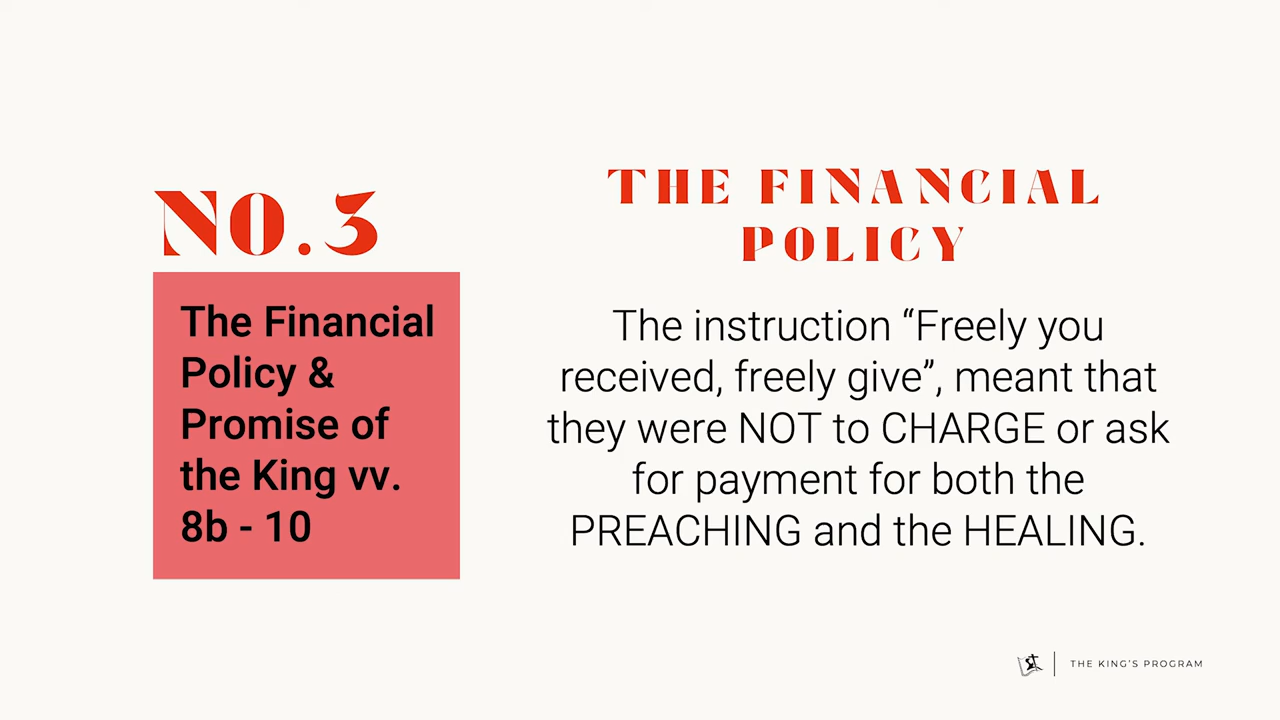 NO.3
The Financial
Policy &
Promise of
the King vv.
8b - 10
THE FINANCIAL
POLICY
The instruction “Freely you
received, freely give”, meant that
they were NOT to CHARGE or ask
for payment for both the
PREACHING and the HEALING.
THE KING'S PROGRAM